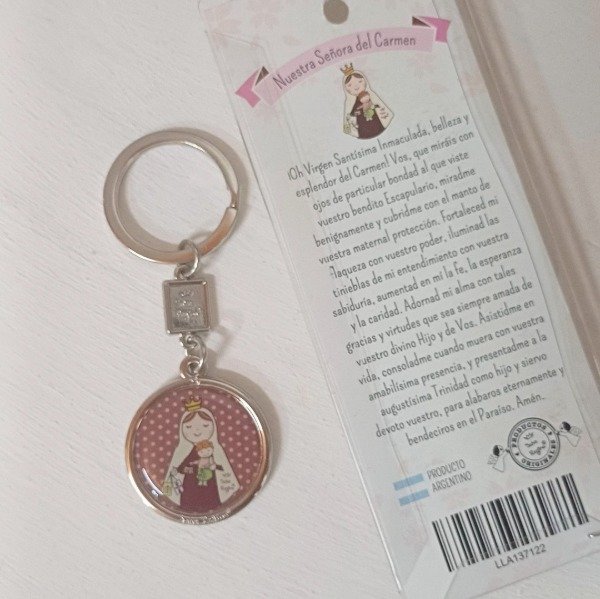 Nuestra Señora del Carmen
¡Oh Virgen Santísima Inmaculada, belleza y
esplendor del Carmen! Vos, que miráis con
ojos de particular bondad al que viste
vuestro bendito Escapulario, miradme
benignamente y cubridme con el manto de
vuestra maternal protección. Fortaleced mi
flaqueza con vuestro poder, iluminad las
tinieblas de mi entendimiento con vuestra
sabiduría, aumentad en mi la Fe, la esperanza
y la caridad. Adornad mi alma con tales
gracias y virtudes que sea siempre amada de
vuestro divino Hijo y de Vos. Asistidme en
vida, consoladme cuando muera con vuestra
amabilísima presencia, y presentadme a la
augustísima Trinidad como hijo y siervo
devoto vuestro, para alabaros eternamente y
bendeciros en el Paraíso. Amén.
PRODUCTOS
ORIGINALES
PRODUCTO
ARGENTINO
LLA137122